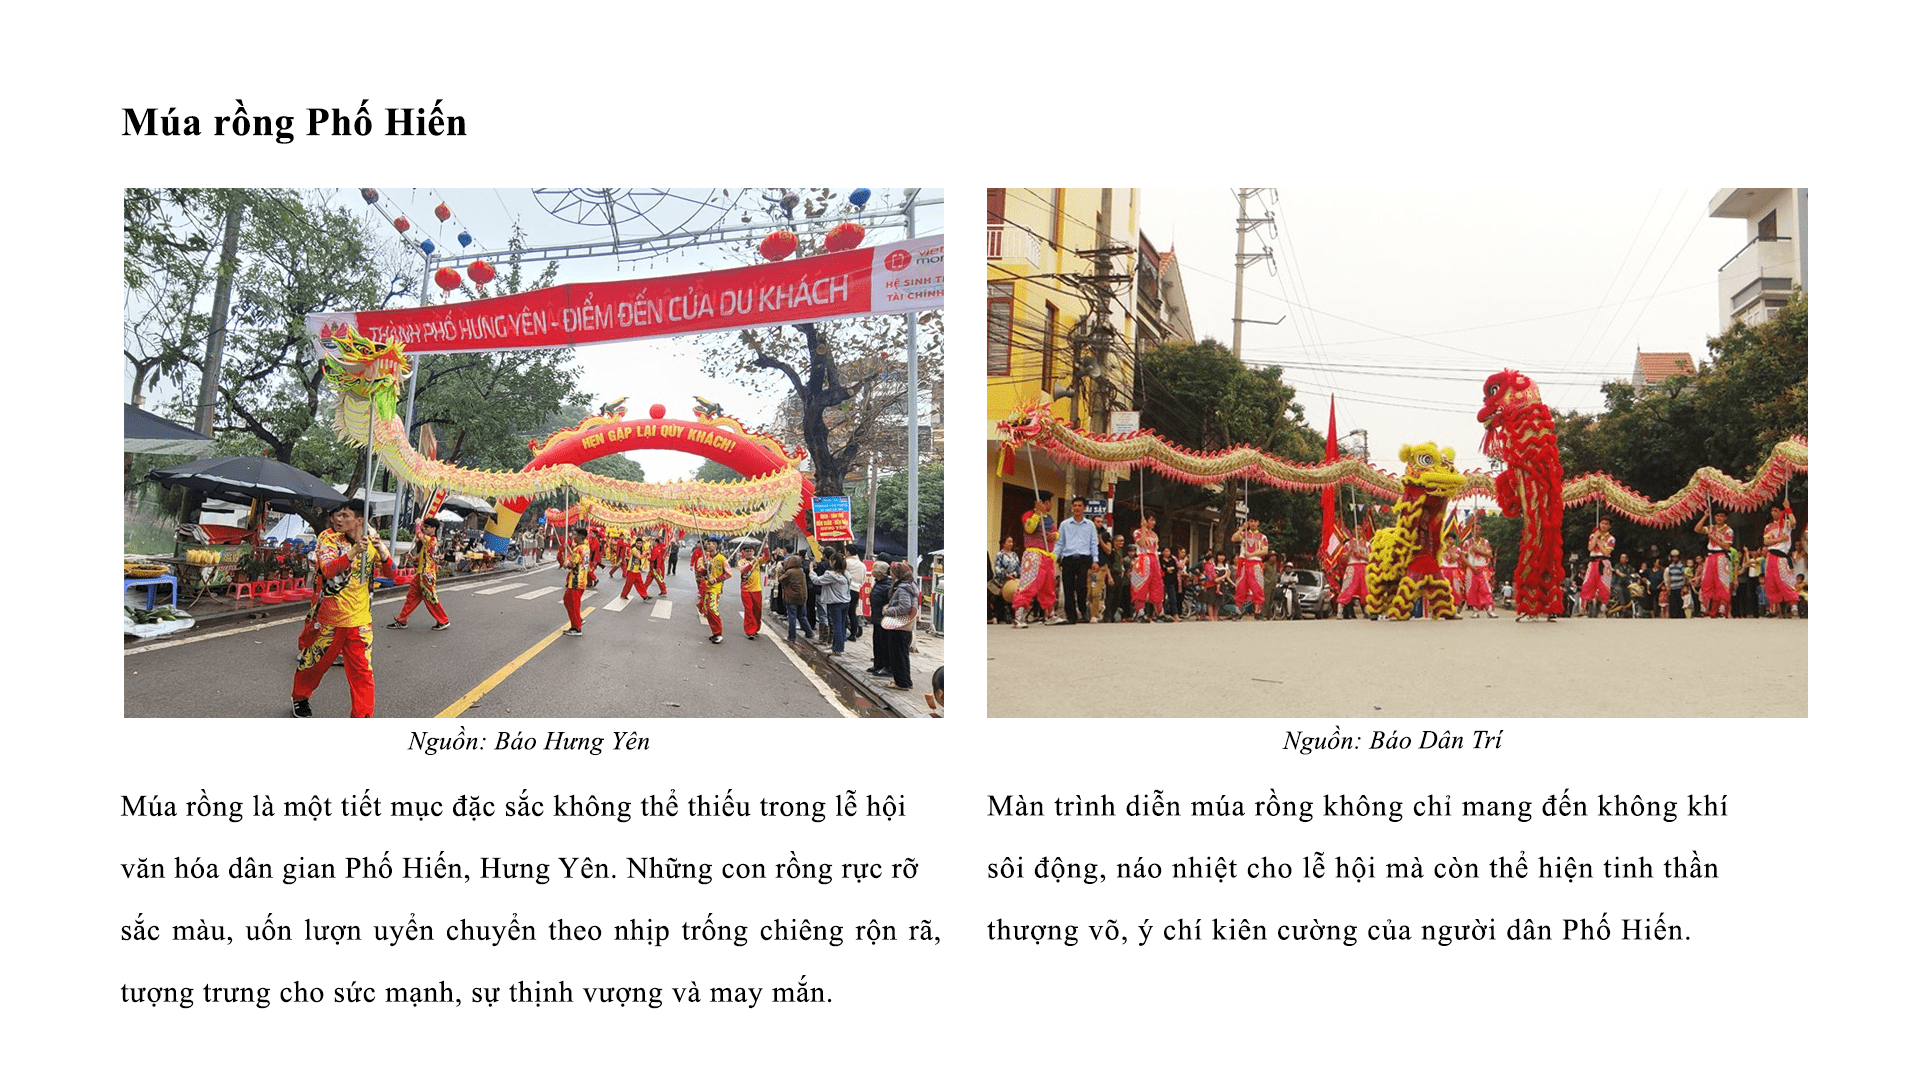 Múa rồng Phố Hiến
THÀNH PHỐ HƯNG YÊN - ĐIỂM ĐẾN CỦA DU KHÁCH
HỆ SINH T
TÀI CHÍNH
HẸN GẶP LẠI QUÝ KHÁCH!
Nguồn: Báo Hưng Yên
Nguồn: Báo Dân Trí
Múa rồng là một tiết mục đặc sắc không thể thiếu trong lễ hội
văn hóa dân gian Phố Hiến, Hưng Yên. Những con rồng rực rỡ
sắc màu, uốn lượn uyển chuyển theo nhịp trống chiêng rộn rã,
tượng trưng cho sức mạnh, sự thịnh vượng và may mắn.
Màn trình diễn múa rồng không chỉ mang đến không khí
sôi động, náo nhiệt cho lễ hội mà còn thể hiện tinh thần
thượng võ, ý chí kiên cường của người dân Phố Hiến.